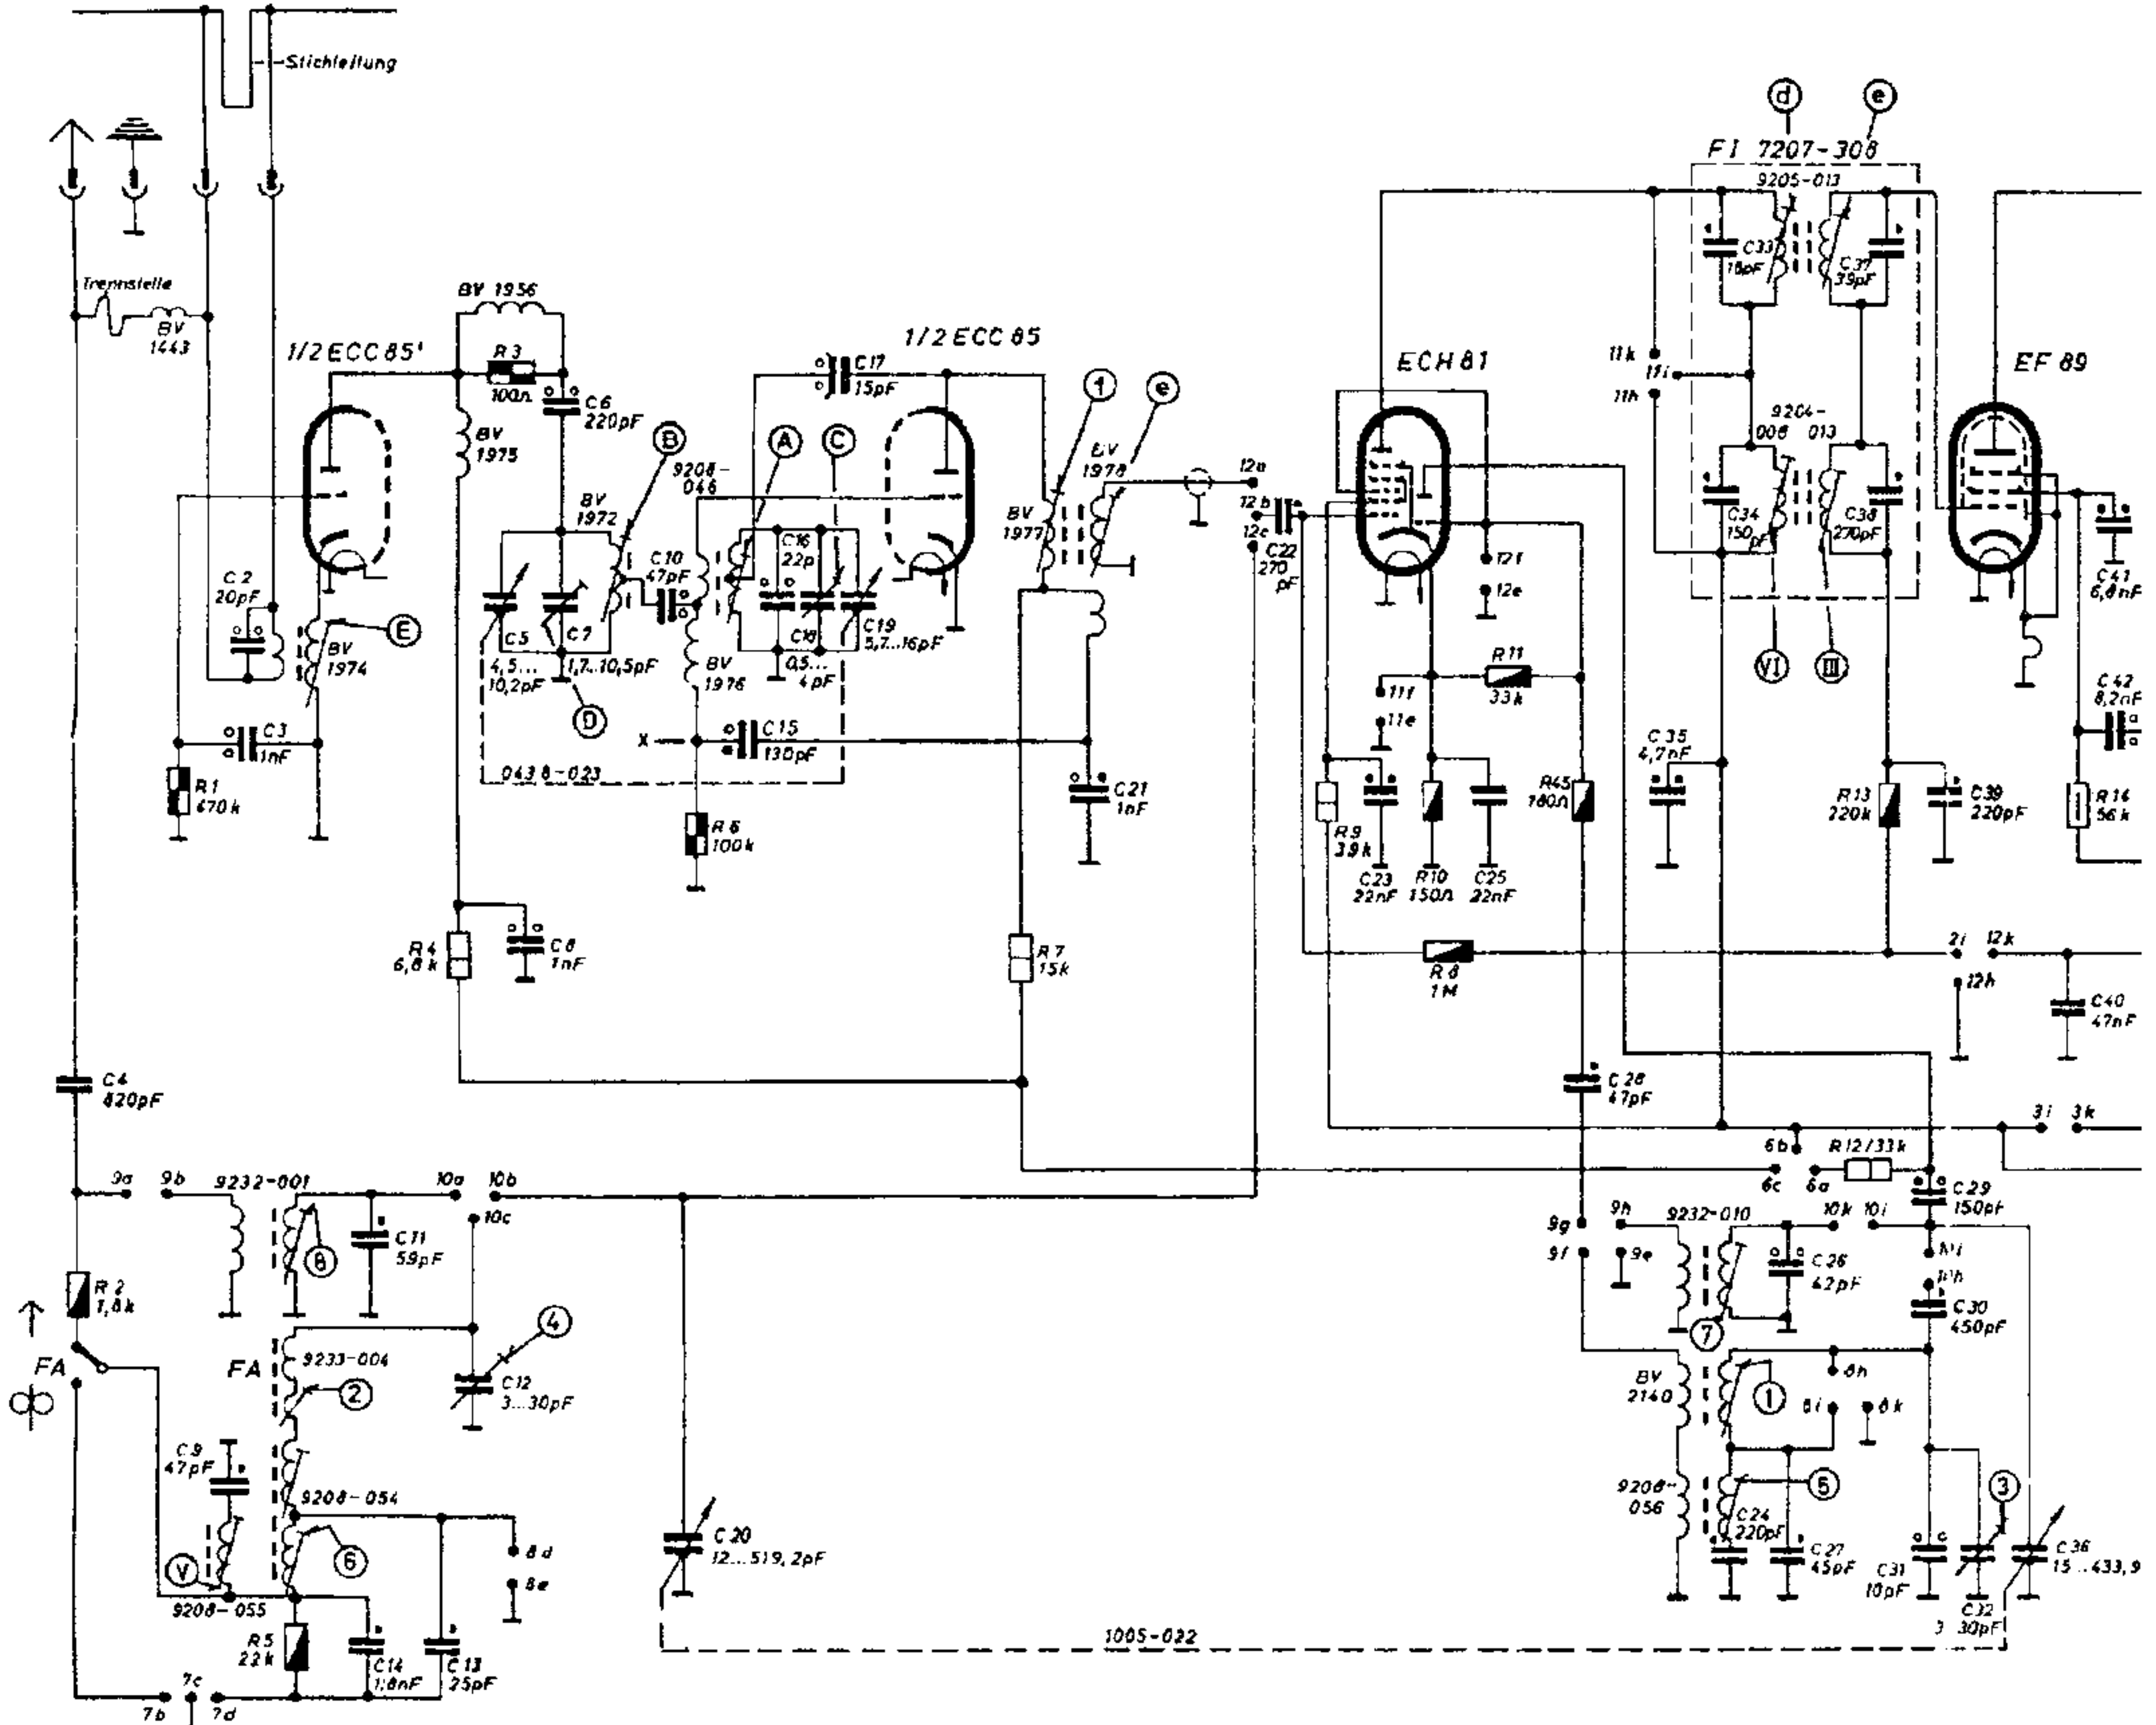 Stichleitung
d
e
FI 7207-308
9205-013
Trennstelle
BV 1956
BV
1443
1/2 ECC 85
R3
100Ω
C17
15pF
1/2 ECC 85
ECH 81
11k
11i
11h
C33
C37
39pF
EF 89
C6
220pF
f
e
BV
1975
B
A
C
9208-
046
BV
1978
12a
9204-
008 013
BV
1972
C10
47pF
C16
22p
BV
1977
12b
12c
C22
270
pF
C34
150pF
C38
270pF
C41
6,8nF
C2
20pF
E
BV
1974
C5
4,5...
10,2pF
C7
1,7...10,5pF
D
BV
1976
C18
0,5...
4pF
C19
5,7...16pF
12f
12e
R11
33k
VI
III
C42
8,2nF
C3
1nF
X
C15
130pF
11f
11e
C35
4,7nF
R1
470k
0438-023
R6
100k
C21
1nF
R9
39k
C23
22nF
R10
150Ω
C25
22nF
R45
180Ω
R13
220k
C39
220pF
R14
56k
R4
6,8k
C8
1nF
R7
15k
R8
1M
2i
12k
12h
C40
47nF
C4
820pF
C28
47pF
3i
3k
6b
R12/33k
6c
6a
9a
9b
9232-001
10a
10b
10c
C29
150pF
8
C11
59pF
9g
9h
9f
9e
9232-010
10k
10i
C26
42pF
10h
C30
450pF
R2
1,8k
FA
FA
9233-004
2
4
C12
3...30pF
7
BV
2140
1
8h
8i
8k
C9
47pF
9208-054
V
6
8d
8e
9208-055
R5
22k
C14
1,8nF
C13
25pF
C20
12...519,2pF
9208-
056
5
C24
220pF
C27
45pF
3
C31
10pF
C32
3 30pF
C36
15...433,9
1005-022
7b
7c
7d